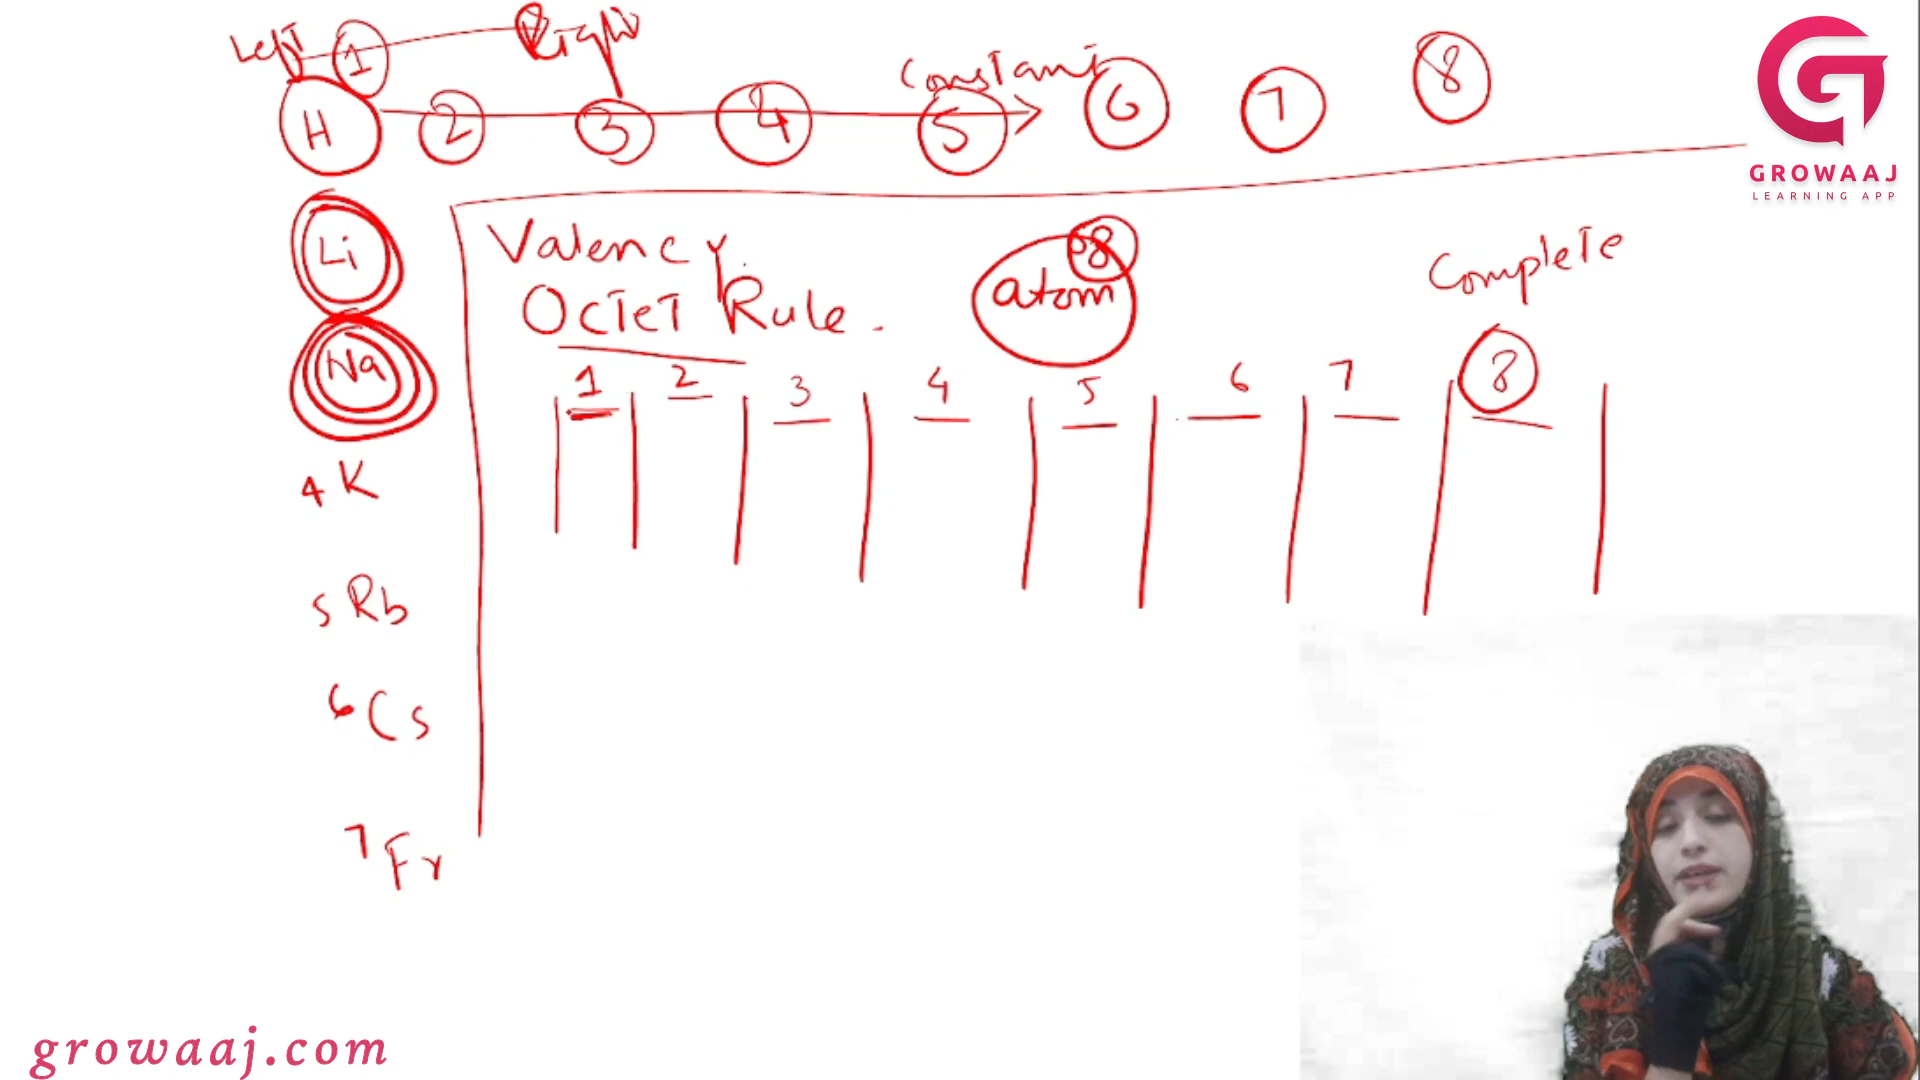 Left 1 Right
H 2 3 4 Constant 5 6 7 8
GROWAAJ
LEARNING APP
Li
Valency
Octet Rule.
atom 8
Complete
Na
1 2 3 4 5 6 7 8
4 K
5 Rb
6 Cs
7 Fr
growaaj.com